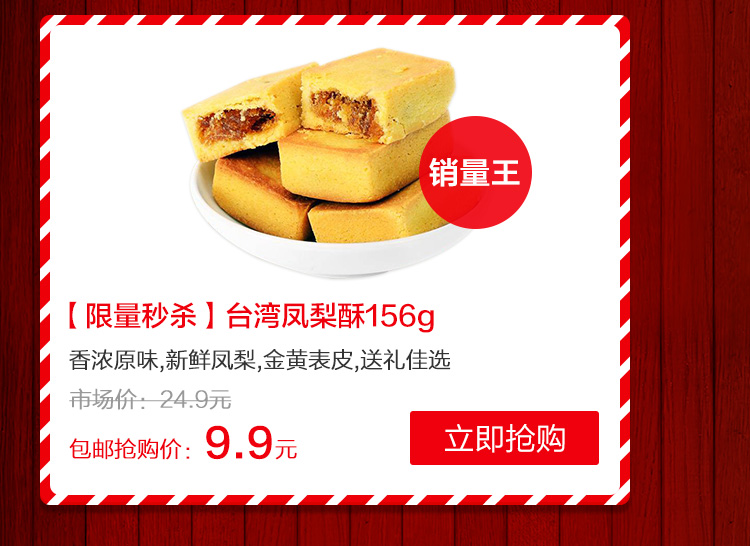 销量王
【限量秒杀】台湾凤梨酥156g
香浓原味,新鲜凤梨,金黄表皮,送礼佳选
市场价：24.9元
包邮抢购价：9.9元
立即抢购